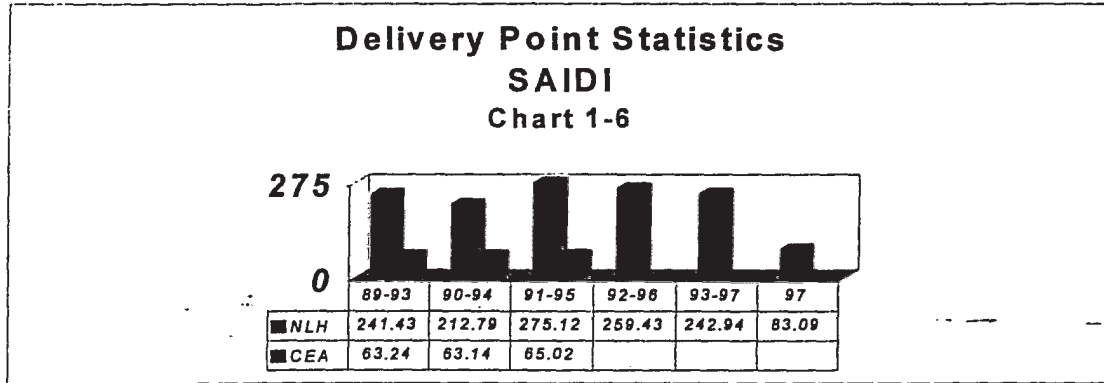 Delivery Point Statistics
SAIDI
Chart 1-6
275
0
89-93 90-94 91-95 92-96 93-97 97
NLH 241.43 212.79 275.12 259.43 242.94 83.09
CEA 63.24 63.14 65.02